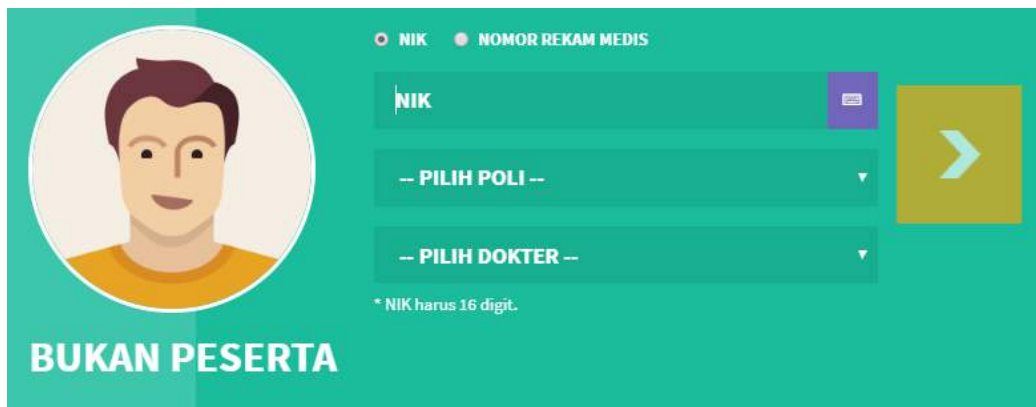 NIK NOMOR REKAM MEDIS
NIK
-- PILIH POLI --
-- PILIH DOKTER --
* NIK harus 16 digit.
BUKAN PESERTA